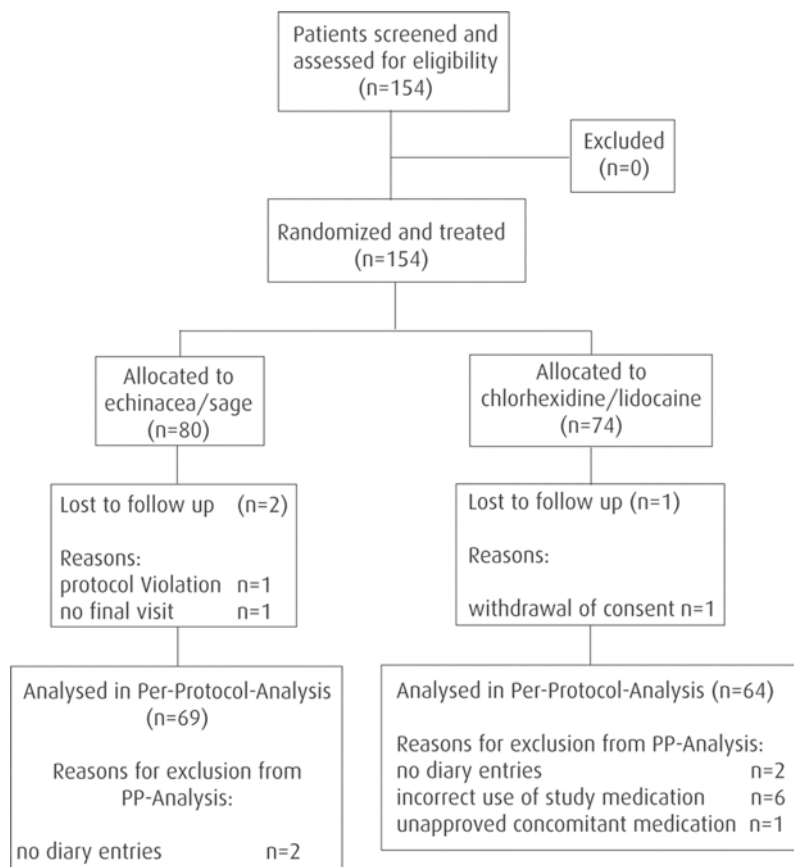 Patients screened and
assessed for eligibility
(n=154)
Excluded
(n=0)
Randomized and treated
(n=154)
Allocated to
echinacea/sage
(n=80)
Allocated to
chlorhexidine/lidocaine
(n=74)
Lost to follow up (n=2)
Reasons:
protocol Violation n=1
no final visit n=1
Lost to follow up (n=1)
Reasons:
withdrawal of consent n=1
Analysed in Per-Protocol-Analysis
(n=69)
Reasons for exclusion from
PP-Analysis:
no diary entries n=2
Analysed in Per-Protocol-Analysis (n=64)
Reasons for exclusion from PP-Analysis:
no diary entries n=2
incorrect use of study medication n=6
unapproved concomitant medication n=1